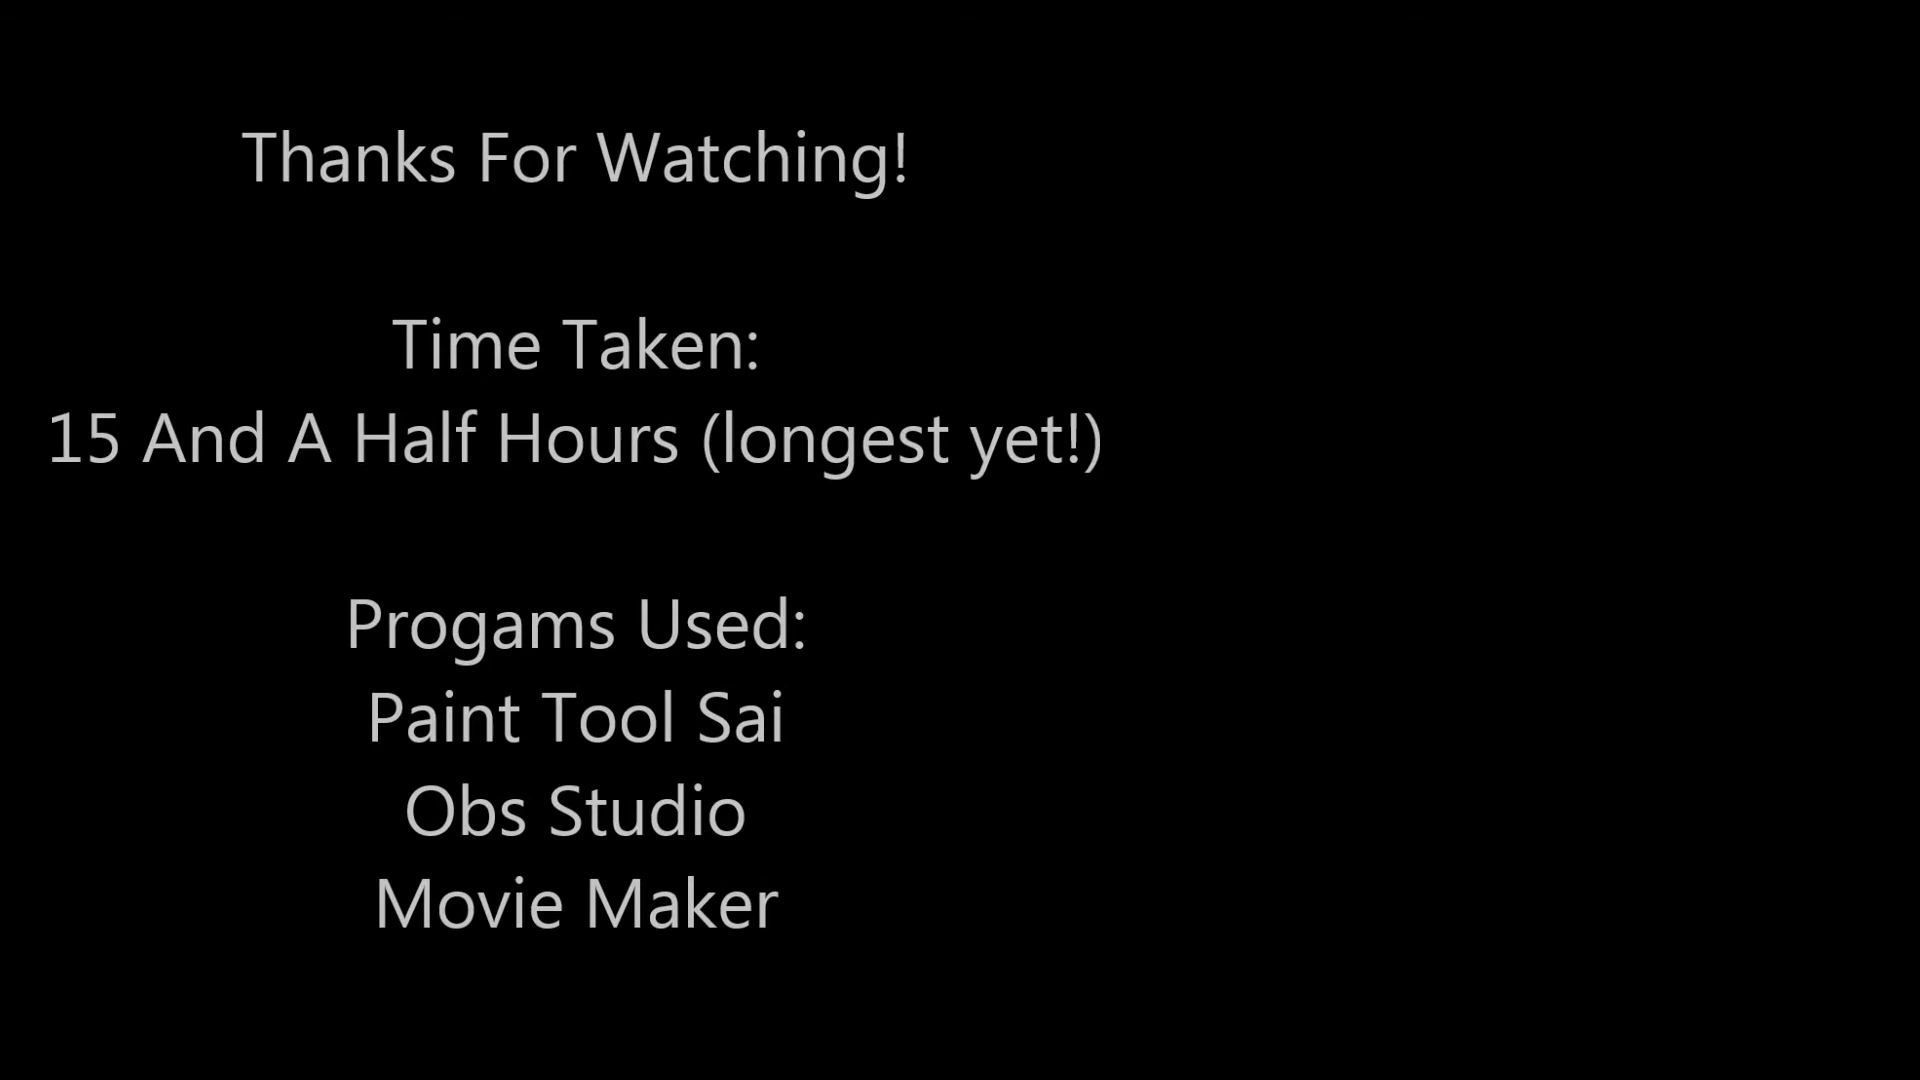 Thanks For Watching!
Time Taken:
15 And A Half Hours (longest yet!)
Progams Used:
Paint Tool Sai
Obs Studio
Movie Maker